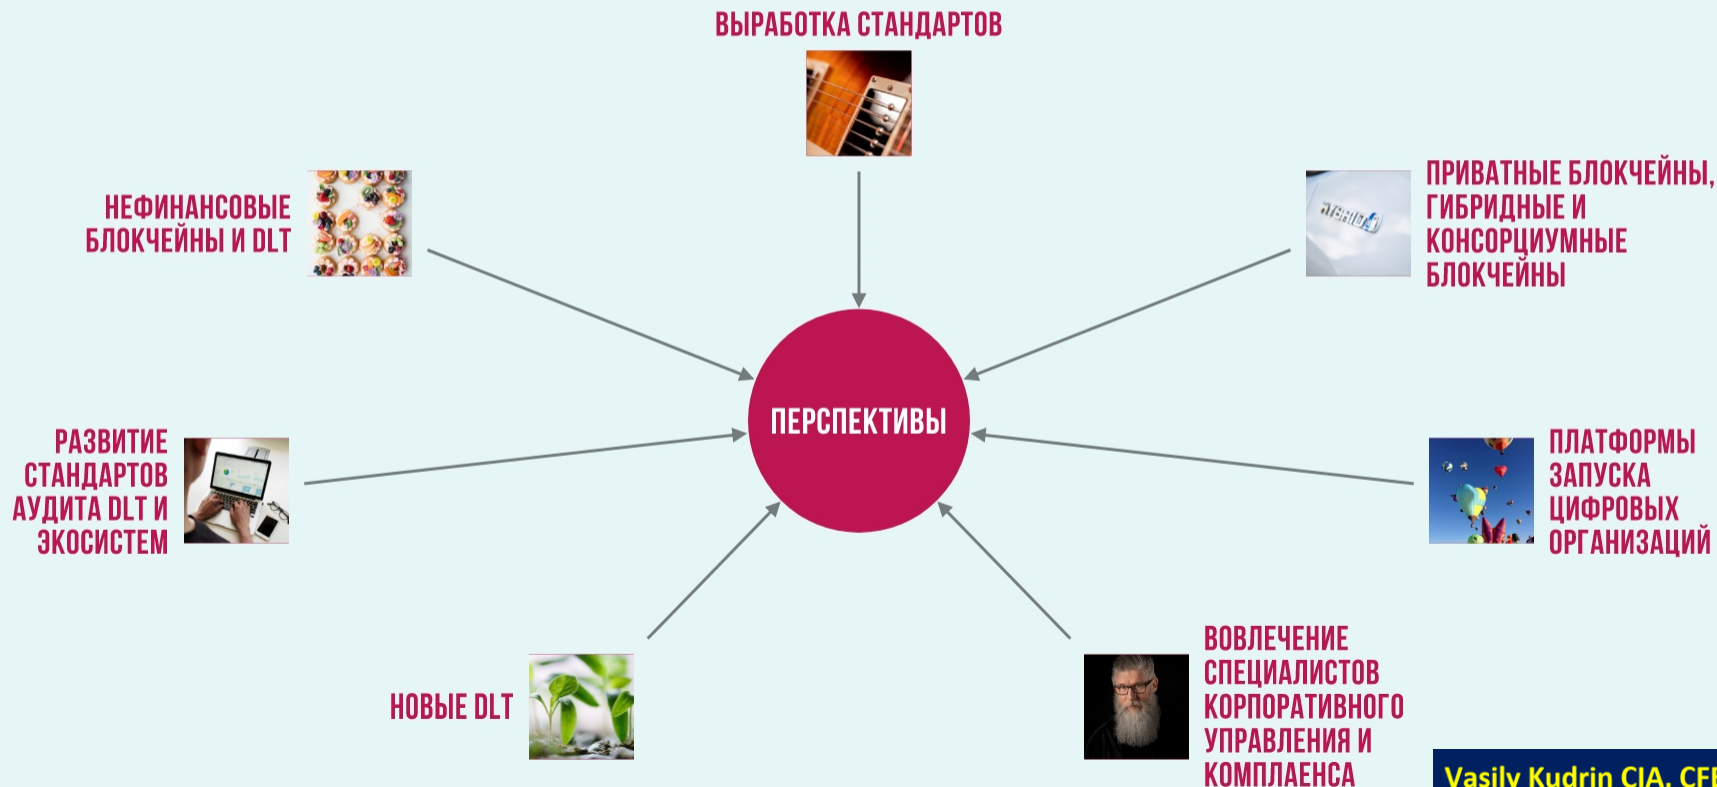 ВЫРАБОТКА СТАНДАРТОВ
НЕФИНАНСОВЫЕ
БЛОКЧЕЙНЫ И DLT
ПРИВАТНЫЕ БЛОКЧЕЙНЫ,
ГИБРИДНЫЕ И
КОНСОРЦИУМНЫЕ
БЛОКЧЕЙНЫ
ПЕРСПЕКТИВЫ
РАЗВИТИЕ
СТАНДАРТОВ
АУДИТА DLT И
ЭКОСИСТЕМ
ПЛАТФОРМЫ
ЗАПУСКА
ЦИФРОВЫХ
ОРГАНИЗАЦИЙ
НОВЫЕ DLT
ВОВЛЕЧЕНИЕ
СПЕЦИАЛИСТОВ
КОРПОРАТИВНОГО
УПРАВЛЕНИЯ И
КОМПЛАЕНСА
Vasily Kudrin CIA, CFE